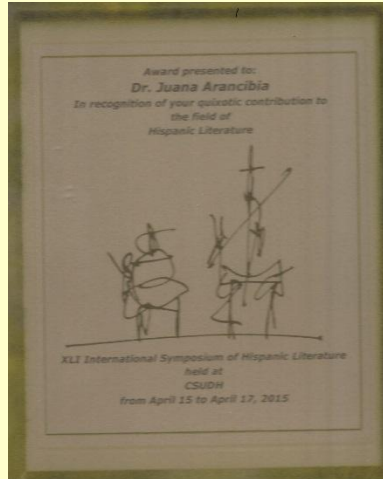 Award presented to:
Dr. Juana Arancibia
In recognition of your quixotic contribution to
the field of
Hispanic Literature
XLI International Symposium of Hispanic Literature
held at
CSUDH
from April 15 to April 17, 2015